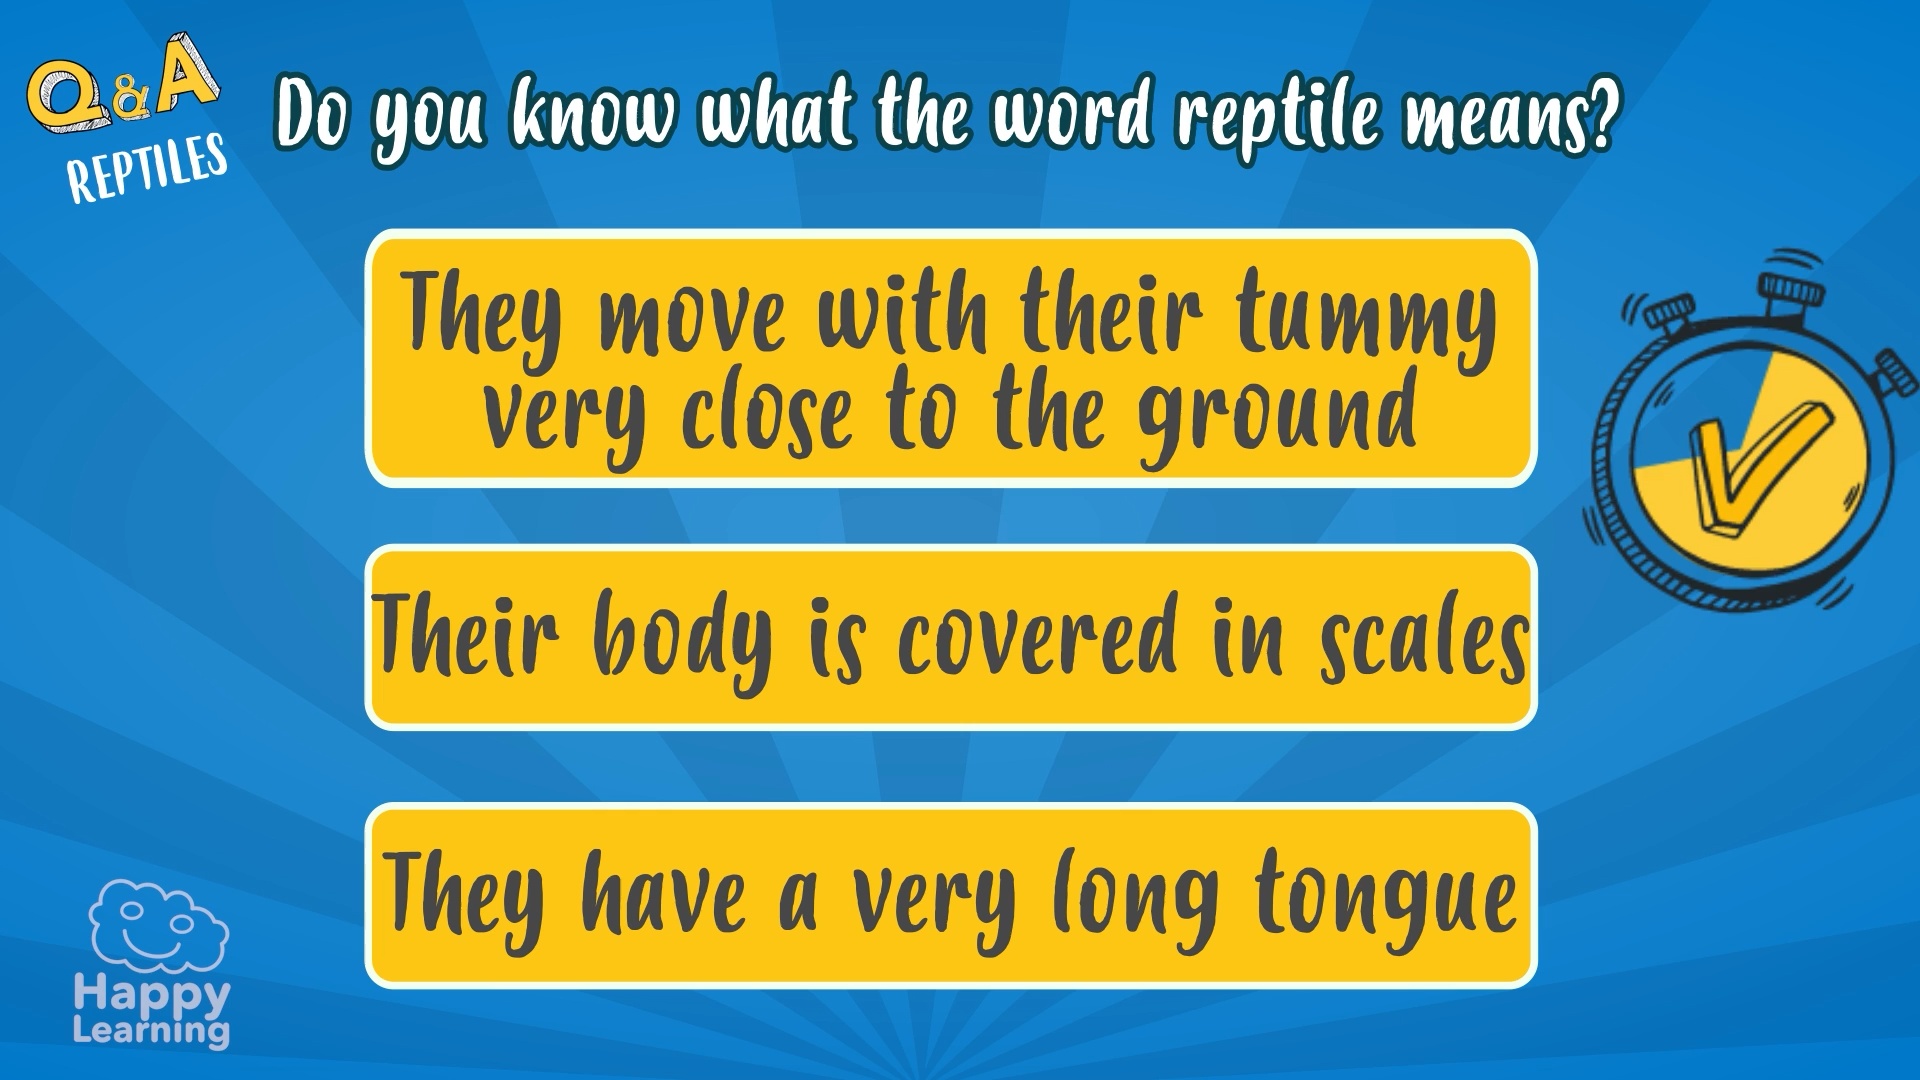 Q&A
REPTILES
Do you know what the word reptile means?
They move with their tummy
very close to the ground
Their body is covered in scales
They have a very long tongue
Happy
Learning